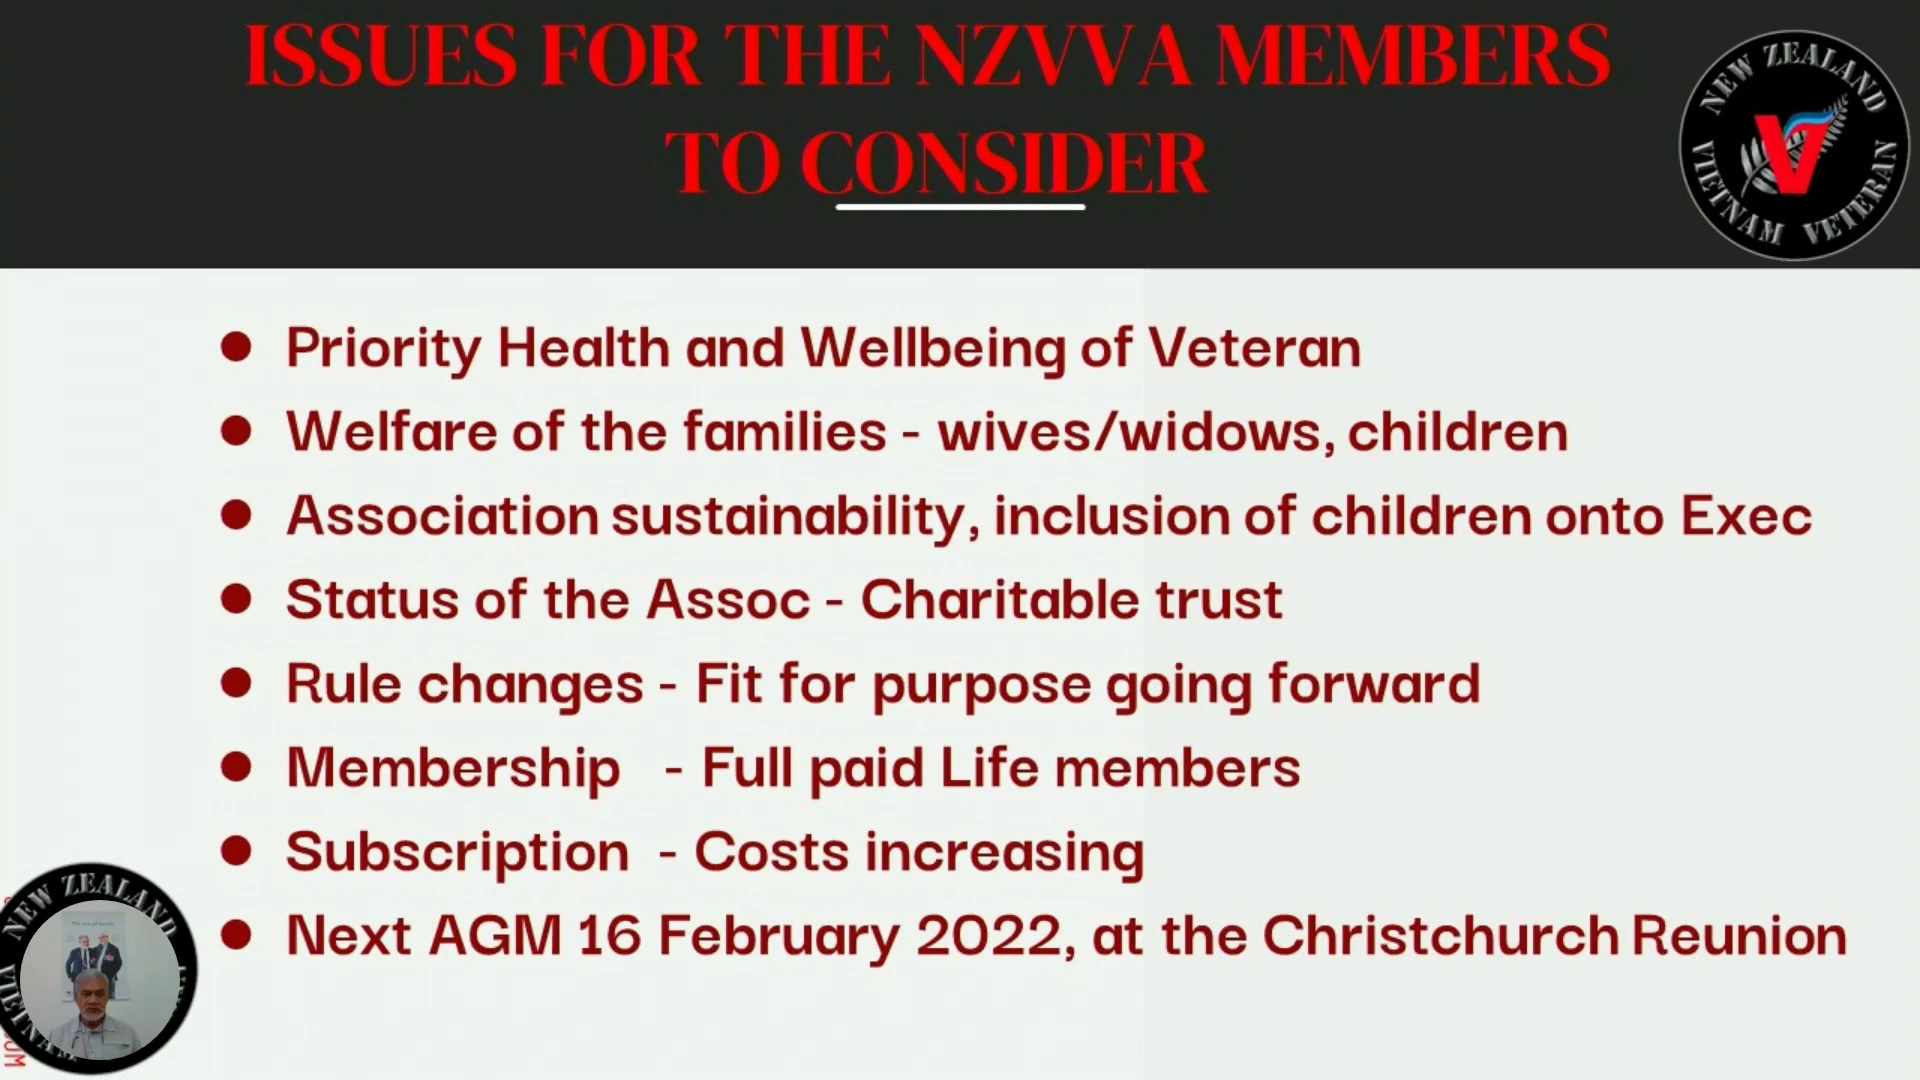 ISSUES FOR THE NZVVA MEMBERS
TO CONSIDER
NEW ZEALAND
V
VIETNAM VETERAN
● Priority Health and Wellbeing of Veteran
● Welfare of the families - wives/widows, children
● Association sustainability, inclusion of children onto Exec
● Status of the Assoc - Charitable trust
● Rule changes - Fit for purpose going forward
● Membership   - Full paid Life members
● Subscription  - Costs increasing
● Next AGM 16 February 2022, at the Christchurch Reunion
NEW ZEALAND
VIETNAM